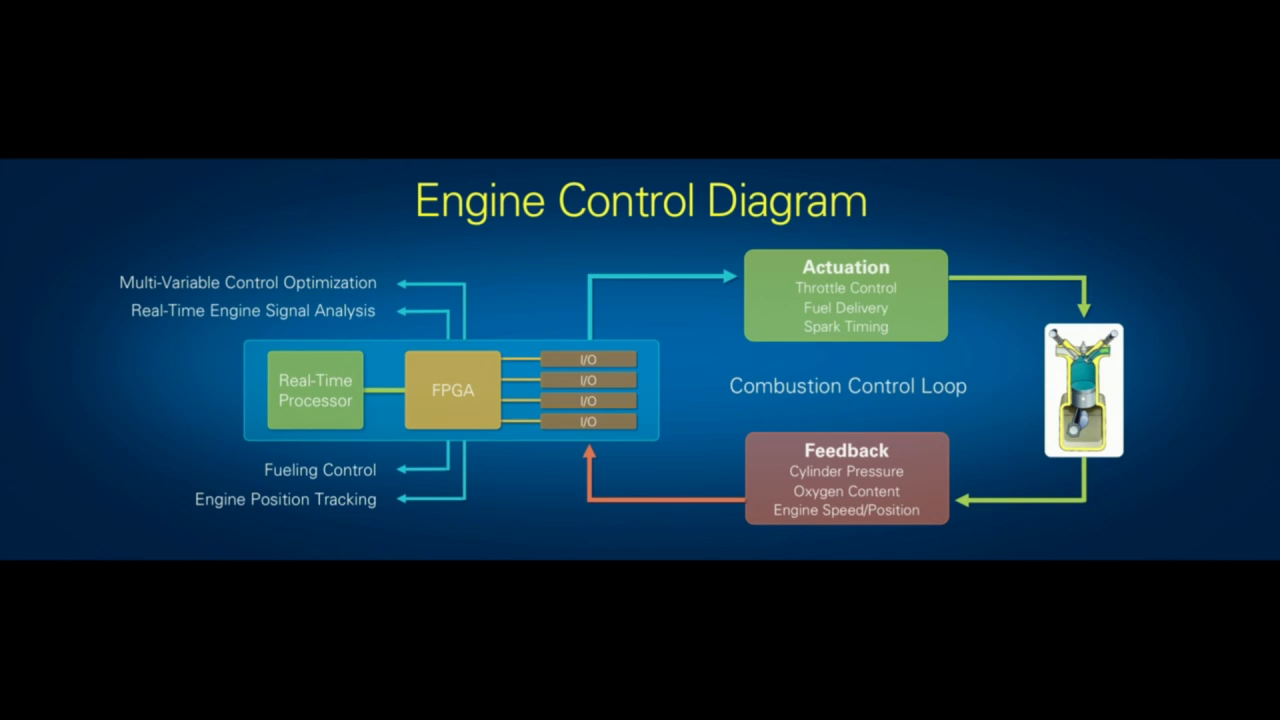 Engine Control Diagram
Multi-Variable Control Optimization
Real-Time Engine Signal Analysis
Real-Time
Processor
FPGA
I/O
I/O
I/O
I/O
Fueling Control
Engine Position Tracking
Actuation
Throttle Control
Fuel Delivery
Spark Timing
Combustion Control Loop
Feedback
Cylinder Pressure
Oxygen Content
Engine Speed/Position